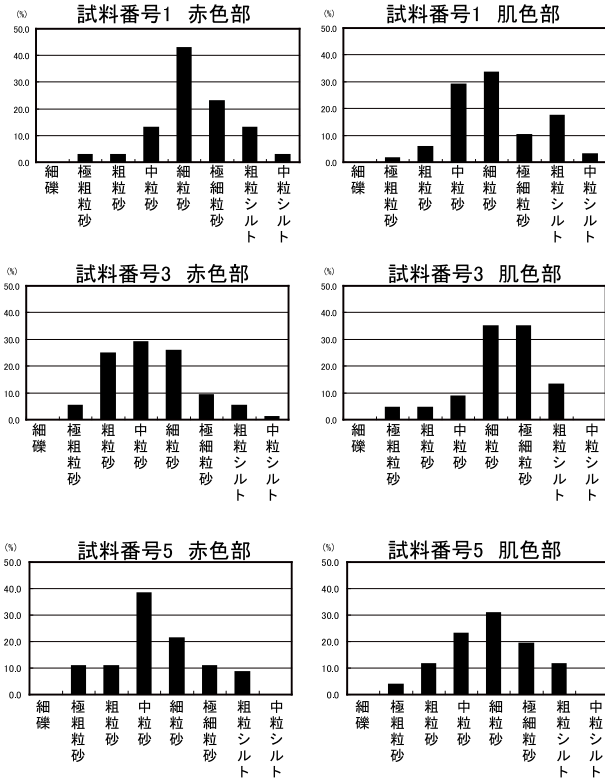 試料番号1 赤色部
(%)
50.0
40.0
30.0
20.0
10.0
0.0
細礫
極粗粒砂
粗粒砂
中粒砂
細粒砂
極細粒砂
粗粒シルト
中粒シルト
試料番号1 肌色部
(%)
50.0
40.0
30.0
20.0
10.0
0.0
細礫
極粗粒砂
粗粒砂
中粒砂
細粒砂
極細粒砂
粗粒シルト
中粒シルト
試料番号3 赤色部
(%)
50.0
40.0
30.0
20.0
10.0
0.0
細礫
極粗粒砂
粗粒砂
中粒砂
細粒砂
極細粒砂
粗粒シルト
中粒シルト
試料番号3 肌色部
(%)
50.0
40.0
30.0
20.0
10.0
0.0
細礫
極粗粒砂
粗粒砂
中粒砂
細粒砂
極細粒砂
粗粒シルト
中粒シルト
試料番号5 赤色部
(%)
50.0
40.0
30.0
20.0
10.0
0.0
細礫
極粗粒砂
粗粒砂
中粒砂
細粒砂
極細粒砂
粗粒シルト
中粒シルト
試料番号5 肌色部
(%)
50.0
40.0
30.0
20.0
10.0
0.0
細礫
極粗粒砂
粗粒砂
中粒砂
細粒砂
極細粒砂
粗粒シルト
中粒シルト